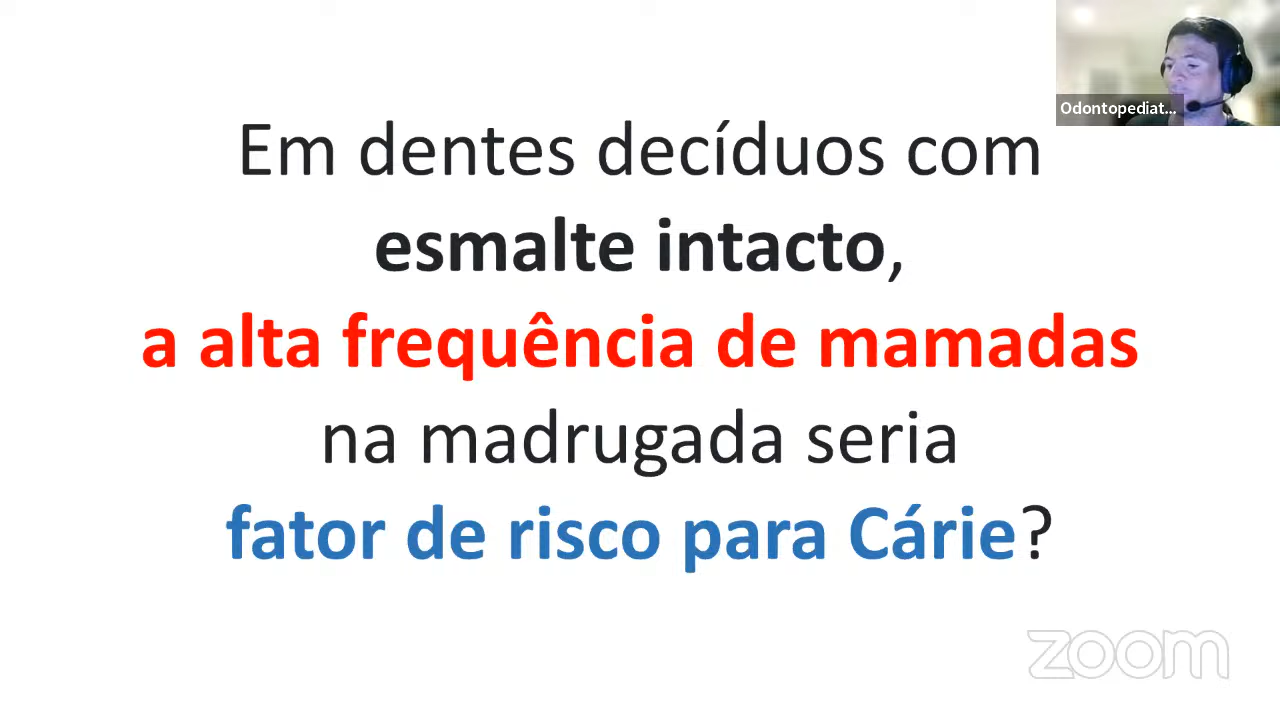 Odontopediat...
Em dentes decíduos com
esmalte intacto,
a alta frequência de mamadas
na madrugada seria
fator de risco para Cárie?
zoom